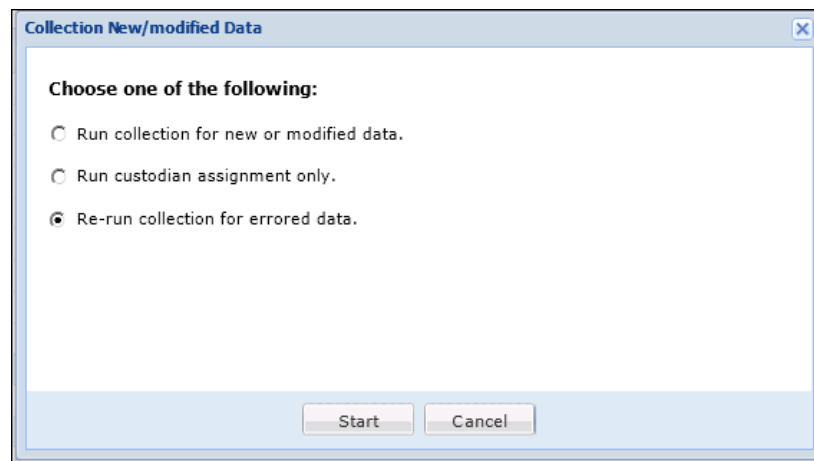 Collection New/modified Data
Choose one of the following:
Run collection for new or modified data.
Run custodian assignment only.
Re-run collection for errored data.
Start Cancel